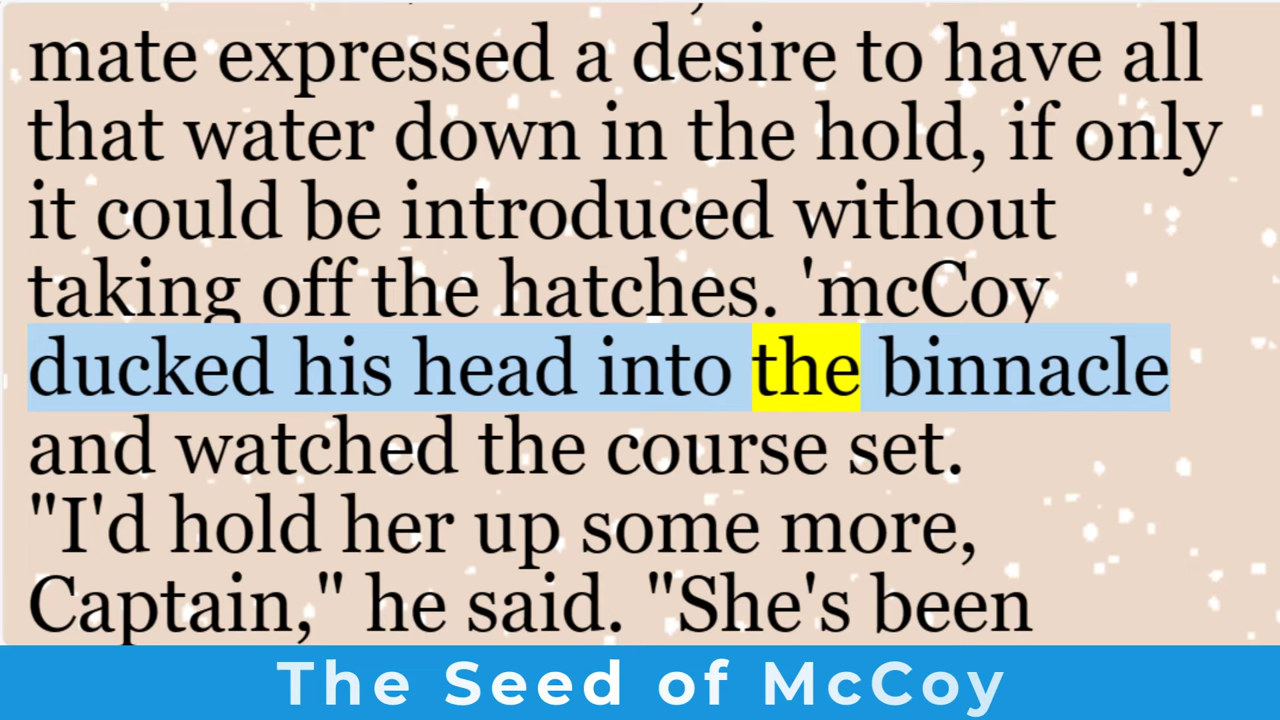 mate expressed a desire to have all
that water down in the hold, if only
it could be introduced without
taking off the hatches. 'mcCoy
ducked his head into the binnacle
and watched the course set.
"I'd hold her up some more,
Captain," he said. "She's been
The Seed of McCoy